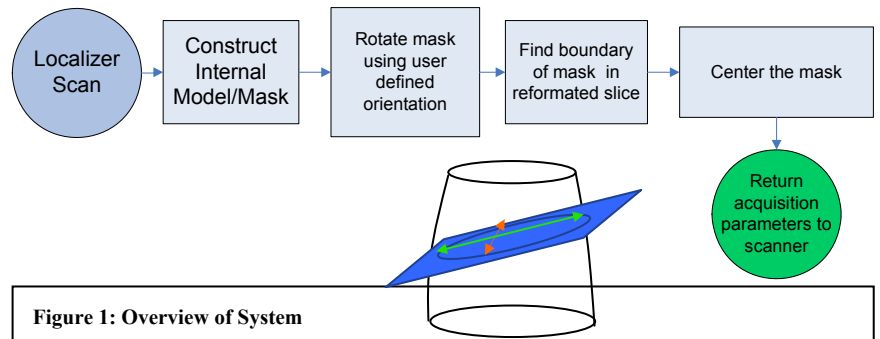 Localizer
Scan
Construct
Internal
Model/Mask
Rotate mask
using user
defined
orientation
Find boundary
of mask in
reformated slice
Center the mask
Return
acquisition
parameters to
scanner
Figure 1: Overview of System